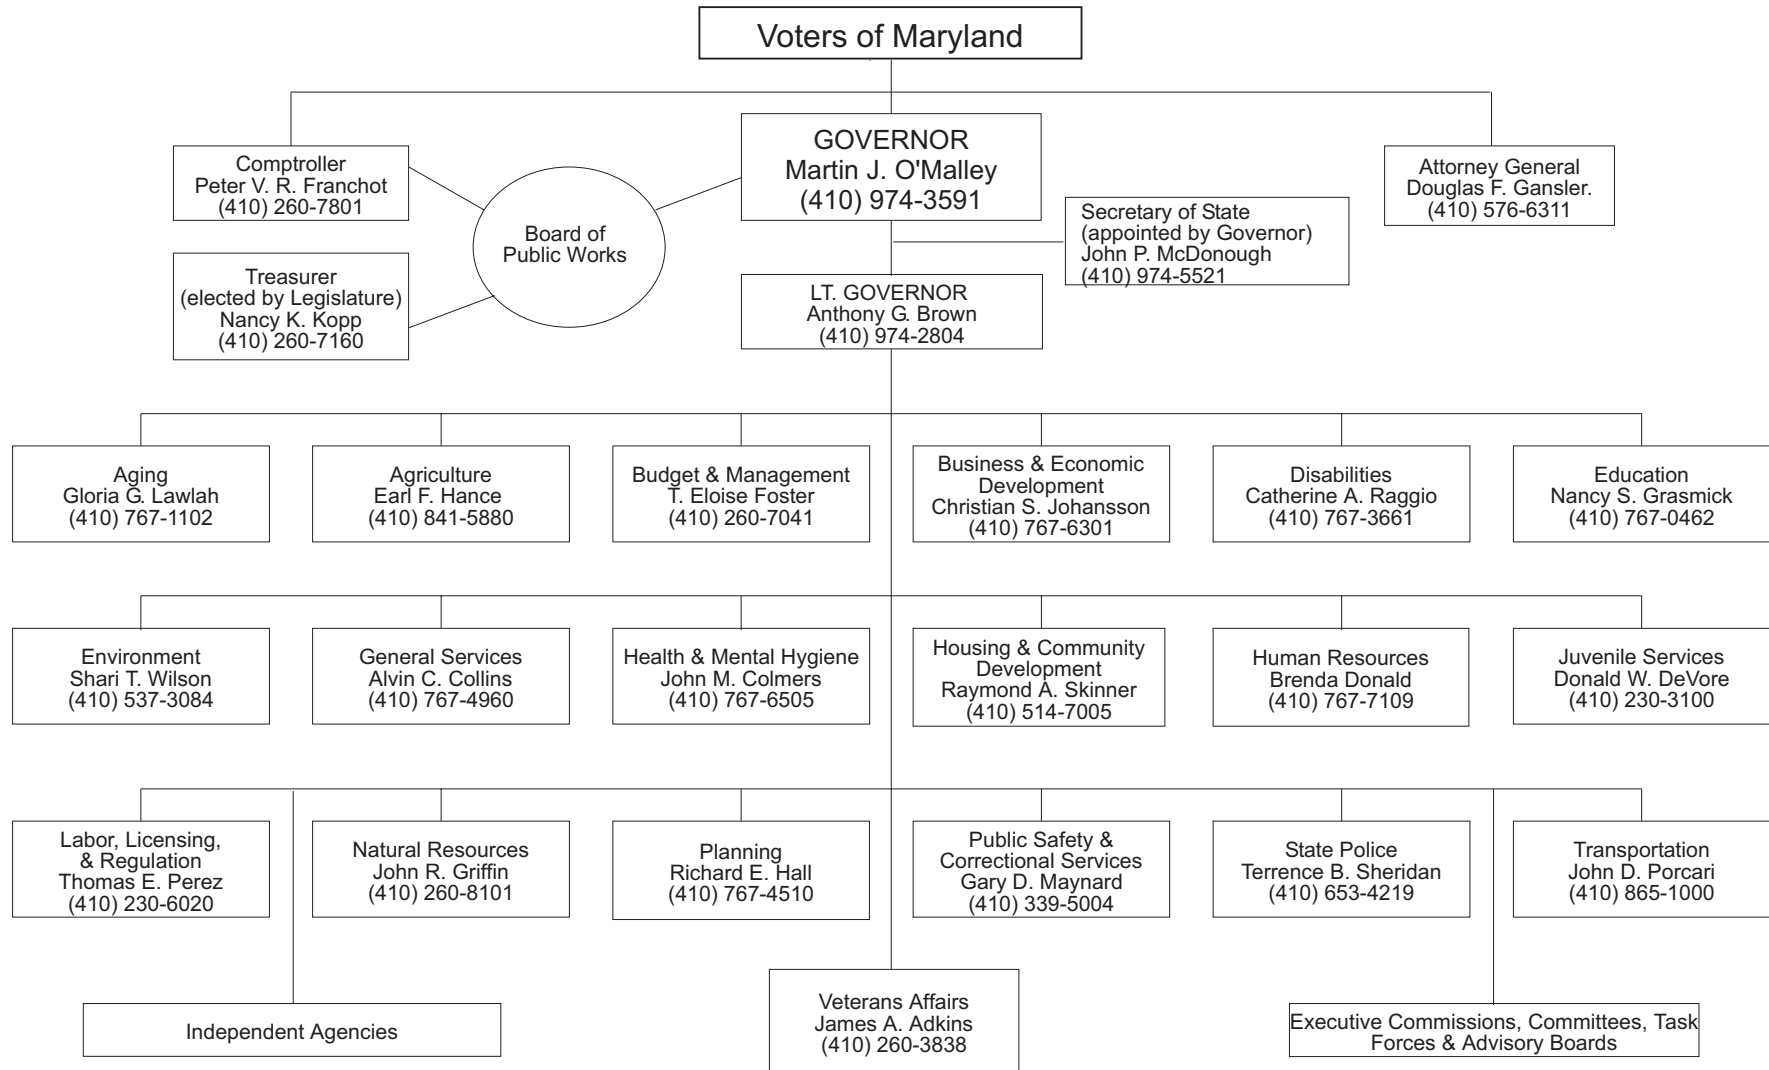 Voters of Maryland
GOVERNOR
Martin J. O'Malley
(410) 974-3591
Comptroller
Peter V. R. Franchot
(410) 260-7801
Attorney General
Douglas F. Gansler.
(410) 576-6311
Board of
Public Works
Secretary of State
(appointed by Governor)
John P. McDonough
(410) 974-5521
Treasurer
(elected by Legislature)
Nancy K. Kopp
(410) 260-7160
LT. GOVERNOR
Anthony G. Brown
(410) 974-2804
Aging
Gloria G. Lawlah
(410) 767-1102
Agriculture
Earl F. Hance
(410) 841-5880
Budget & Management
T. Eloise Foster
(410) 260-7041
Business & Economic
Development
Christian S. Johansson
(410) 767-6301
Disabilities
Catherine A. Raggio
(410) 767-3661
Education
Nancy S. Grasmick
(410) 767-0462
Environment
Shari T. Wilson
(410) 537-3084
General Services
Alvin C. Collins
(410) 767-4960
Health & Mental Hygiene
John M. Colmers
(410) 767-6505
Housing & Community
Development
Raymond A. Skinner
(410) 514-7005
Human Resources
Brenda Donald
(410) 767-7109
Juvenile Services
Donald W. DeVore
(410) 230-3100
Labor, Licensing,
& Regulation
Thomas E. Perez
(410) 230-6020
Natural Resources
John R. Griffin
(410) 260-8101
Planning
Richard E. Hall
(410) 767-4510
Public Safety &
Correctional Services
Gary D. Maynard
(410) 339-5004
State Police
Terrence B. Sheridan
(410) 653-4219
Transportation
John D. Porcari
(410) 865-1000
Independent Agencies
Veterans Affairs
James A. Adkins
(410) 260-3838
Executive Commissions, Committees, Task
Forces & Advisory Boards